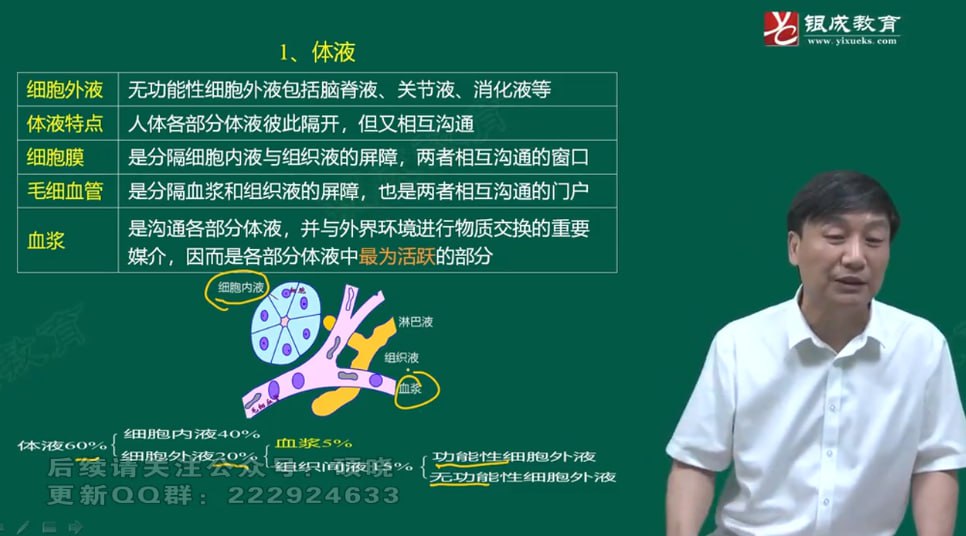 银成教育
www.yixueks.com
1、体液
细胞外液 无功能性细胞外液包括脑脊液、关节液、消化液等
体液特点 人体各部分体液彼此隔开，但又相互沟通
细胞膜 是分隔细胞内液与组织液的屏障，两者相互沟通的窗口
毛细血管 是分隔血浆和组织液的屏障，也是两者相互沟通的门户
血浆 是沟通各部分体液，并与外界环境进行物质交换的重要
媒介，因而是各部分体液中最为活跃的部分
细胞内液
细胞
淋巴液
组织液
血浆
毛细血管
体液60%
细胞内液40%
细胞外液20%
血浆5%
组织间液15%
功能性细胞外液
无功能性细胞外液
后续请关注公众号：硕晓
更新QQ群：222924633